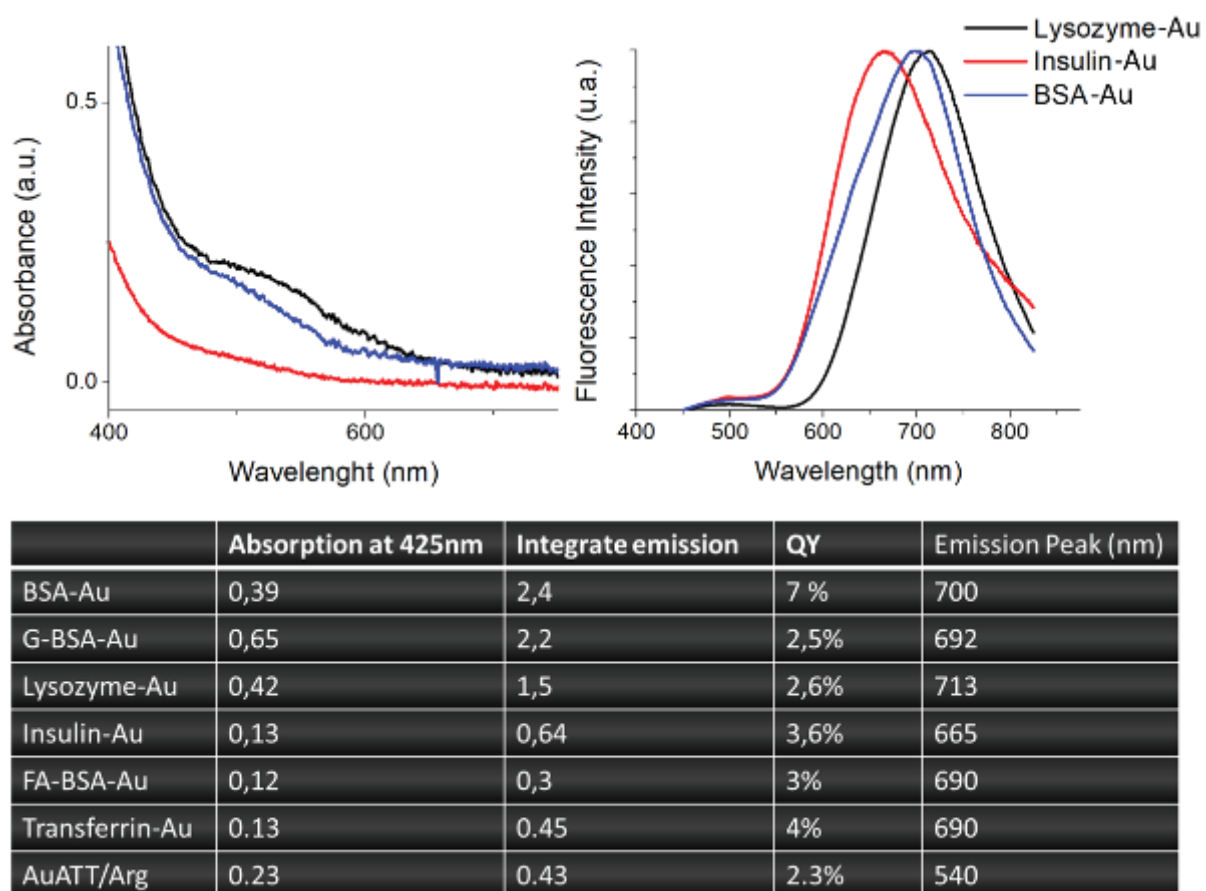 0.5
0.0
400
600
Absorbance (a.u.)
Wavelenght (nm)
Lysozyme-Au
Insulin-Au
BSA-Au
Fluorescence Intensity (u.a.)
400 500 600 700 800
Wavelength (nm)
Absorption at 425nm Integrate emission QY Emission Peak (nm)
BSA-Au 0,39 2,4 7 % 700
G-BSA-Au 0,65 2,2 2,5% 692
Lysozyme-Au 0,42 1,5 2,6% 713
Insulin-Au 0,13 0,64 3,6% 665
FA-BSA-Au 0,12 0,3 3% 690
Transferrin-Au 0.13 0.45 4% 690
AuATT/Arg 0.23 0.43 2.3% 540